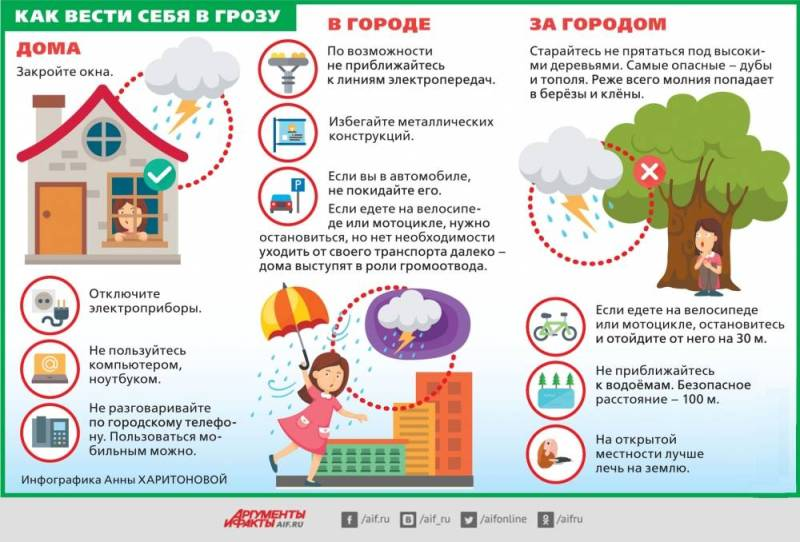 КАК ВЕСТИ СЕБЯ В ГРОЗУ
ДОМА
Закройте окна.
Отключите
электроприборы.
Не пользуйтесь
компьютером,
ноутбуком.
Не разговаривайте
по городскому телефо-
ну. Пользоваться мо-
бильным можно.
Инфографика Анны ХАРИТОНОВОЙ
В ГОРОДЕ
По возможности
не приближайтесь
к линиям электропередач.
Избегайте металлических
конструкций.
Если вы в автомобиле,
не покидайте его.
Если едете на велосипе-
де или мотоцикле, нужно
остановиться, но нет необходимости
уходить от своего транспорта далеко –
дома выступят в роли громоотвода.
P
ЗА ГОРОДОМ
Старайтесь не прятаться под высоки-
ми деревьями. Самые опасные – дубы
и тополя. Реже всего молния попадает
в берёзы и клёны.
Если едете на велосипеде
или мотоцикле, остановитесь
и отойдите от него на 30 м.
Не приближайтесь
к водоёмам. Безопасное
расстояние – 100 м.
На открытой
местности лучше
лечь на землю.
АРГУМЕНТЫ
И ФАКТЫ AIF.RU
/aif.ru
/aif_ru
/aifonline
/aifru